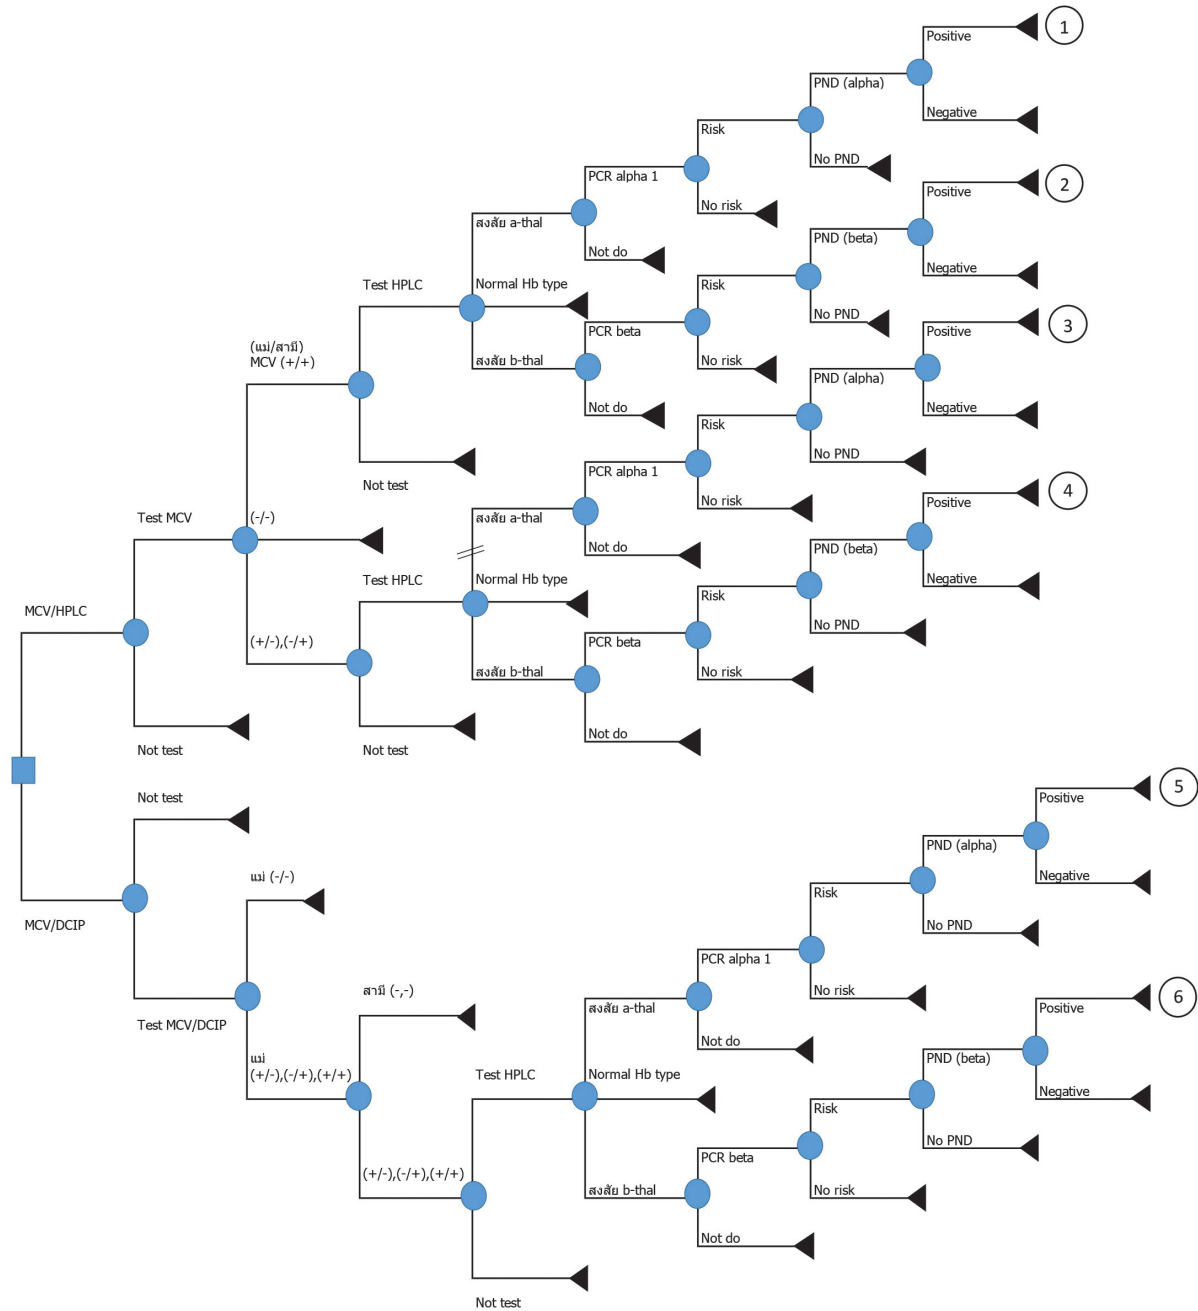 Positive
1
PND (alpha)
Negative
Risk
No PND
PCR alpha 1
Positive
2
No risk
สงสัย a-thal
PND (beta)
Not do
Negative
Test HPLC
Normal Hb type
Risk
No PND
Positive
3
PCR beta
(แม่/สามี)
MCV (+/+)
สงสัย b-thal
No risk
PND (alpha)
Not do
Negative
Risk
No PND
PCR alpha 1
Not test
Positive
4
No risk
Test MCV
(-/-)
สงสัย a-thal
PND (beta)
Not do
Negative
Test HPLC
Normal Hb type
Risk
No PND
MCV/HPLC
(+/-),(-/+)
PCR beta
สงสัย b-thal
No risk
Not do
Not test
Not test
Not test
Positive
5
PND (alpha)
แม่ (-/-)
Negative
Risk
MCV/DCIP
No PND
PCR alpha 1
สามี (-,-)
No risk
สงสัย a-thal
Positive
6
Test MCV/DCIP
Not do
แม่
(+/-),(-/+),(+/+)
PND (beta)
Test HPLC
Normal Hb type
Negative
Risk
No PND
PCR beta
(+/-),(-/+),(+/+)
สงสัย b-thal
No risk
Not do
Not test